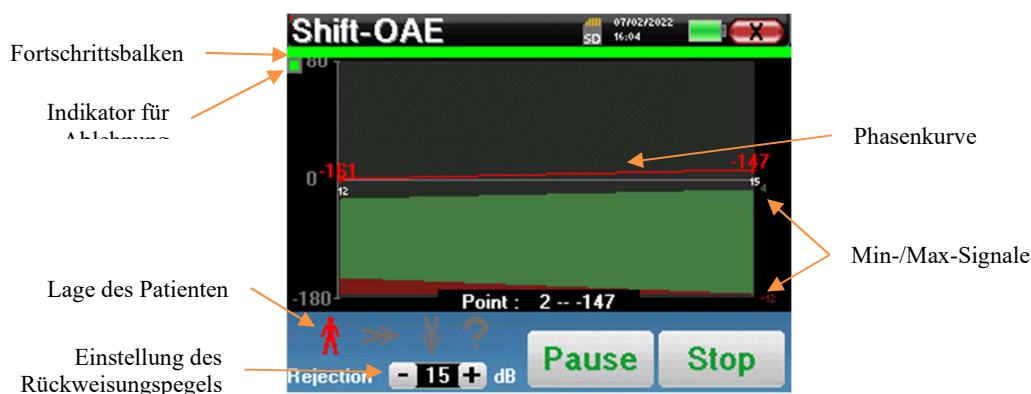 Shift-OAE
SD
07/02/2022
16:04
X
Fortschrittsbalken
80
Indikator für
Ablehnung
Phasenkurve
-161
-147
0
12
15
4
Min-/Max-Signale
Lage des Patienten
-180
Point : 2 -- -147
-12
?
Einstellung des
Rückweisungspegels
Rejection - 15 + dB
Pause
Stop